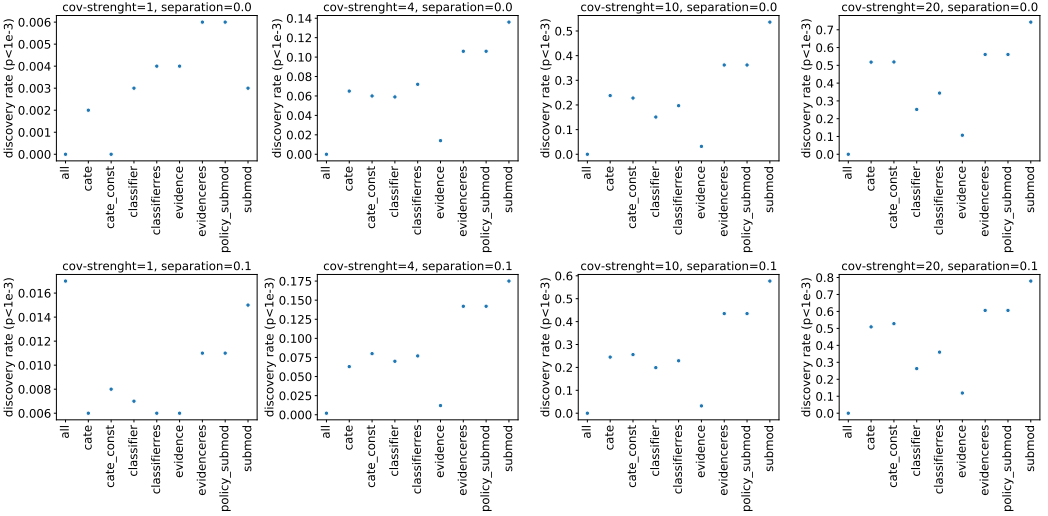 cov-strenght=1, separation=0.0
discovery rate (p<1e-3)
0.006
0.005
0.004
0.003
0.002
0.001
0.000
all
cate
cate_const
classifier
classifierres
evidence
evidenceres
policy_submod
submod
cov-strenght=4, separation=0.0
discovery rate (p<1e-3)
0.14
0.12
0.10
0.08
0.06
0.04
0.02
0.00
all
cate
cate_const
classifier
classifierres
evidence
evidenceres
policy_submod
submod
cov-strenght=10, separation=0.0
discovery rate (p<1e-3)
0.5
0.4
0.3
0.2
0.1
0.0
all
cate
cate_const
classifier
classifierres
evidence
evidenceres
policy_submod
submod
cov-strenght=20, separation=0.0
discovery rate (p<1e-3)
0.7
0.6
0.5
0.4
0.3
0.2
0.1
0.0
all
cate
cate_const
classifier
classifierres
evidence
evidenceres
policy_submod
submod
cov-strenght=1, separation=0.1
discovery rate (p<1e-3)
0.016
0.014
0.012
0.010
0.008
0.006
all
cate
cate_const
classifier
classifierres
evidence
evidenceres
policy_submod
submod
cov-strenght=4, separation=0.1
discovery rate (p<1e-3)
0.175
0.150
0.125
0.100
0.075
0.050
0.025
0.000
all
cate
cate_const
classifier
classifierres
evidence
evidenceres
policy_submod
submod
cov-strenght=10, separation=0.1
discovery rate (p<1e-3)
0.6
0.5
0.4
0.3
0.2
0.1
0.0
all
cate
cate_const
classifier
classifierres
evidence
evidenceres
policy_submod
submod
cov-strenght=20, separation=0.1
discovery rate (p<1e-3)
0.8
0.7
0.6
0.5
0.4
0.3
0.2
0.1
0.0
all
cate
cate_const
classifier
classifierres
evidence
evidenceres
policy_submod
submod